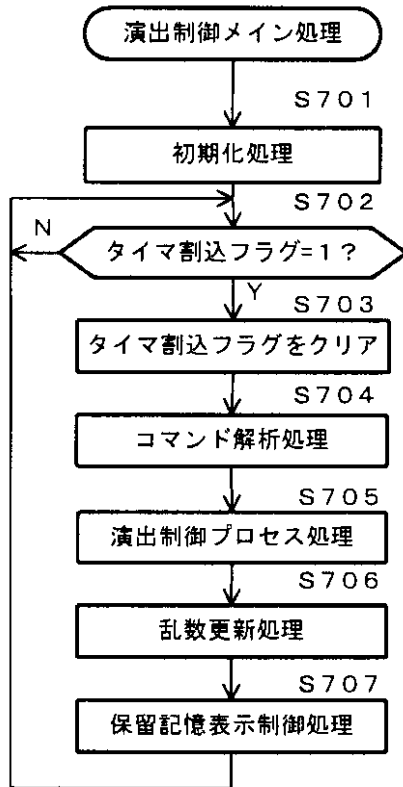 演出制御メイン処理
S701
初期化処理
S702
N
タイマ割込フラグ=1?
Y
S703
タイマ割込フラグをクリア
S704
コマンド解析処理
S705
演出制御プロセス処理
S706
乱数更新処理
S707
保留記憶表示制御処理